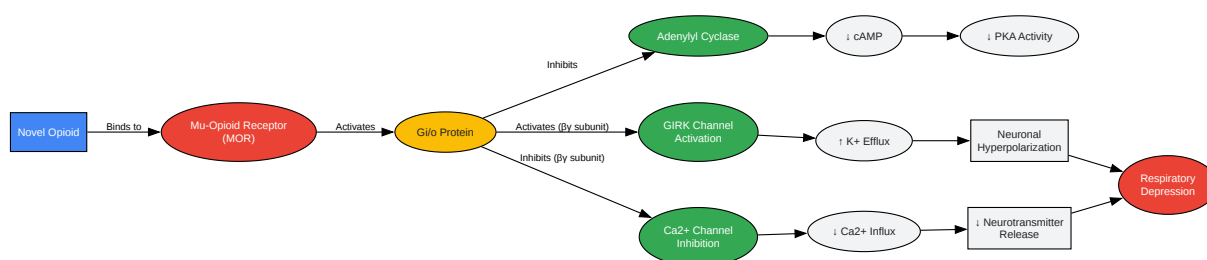 Novel Opioid
Binds to
Mu-Opioid Receptor
(MOR)
Activates
Gi/o Protein
Inhibits
Adenylyl Cyclase
↓ cAMP
↓ PKA Activity
Activates (βγ subunit)
GIRK Channel
Activation
↑ K+ Efflux
Neuronal
Hyperpolarization
Inhibits (βγ subunit)
Ca2+ Channel
Inhibition
↓ Ca2+ Influx
↓ Neurotransmitter
Release
Respiratory
Depression